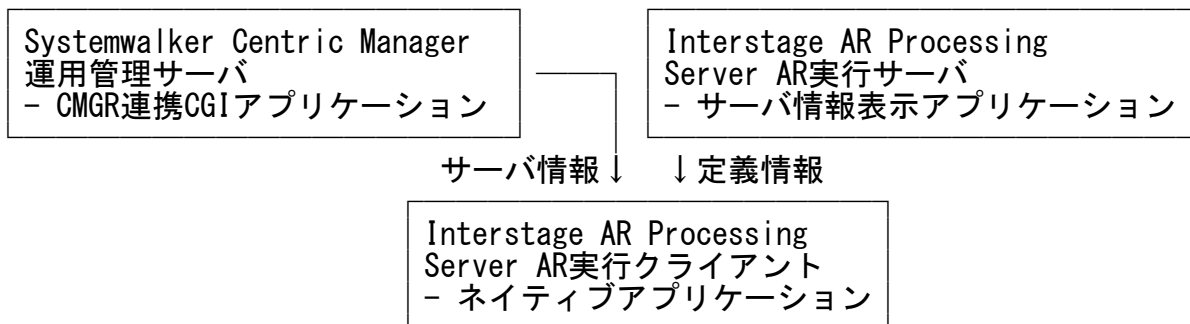 Systemwalker Centric Manager
運用管理サーバ
- CMGR連携CGIアプリケーション
Interstage AR Processing
Server AR実行サーバ
- サーバ情報表示アプリケーション
サーバ情報↓ ↓定義情報
Interstage AR Processing
Server AR実行クライアント
- ネイティブアプリケーション